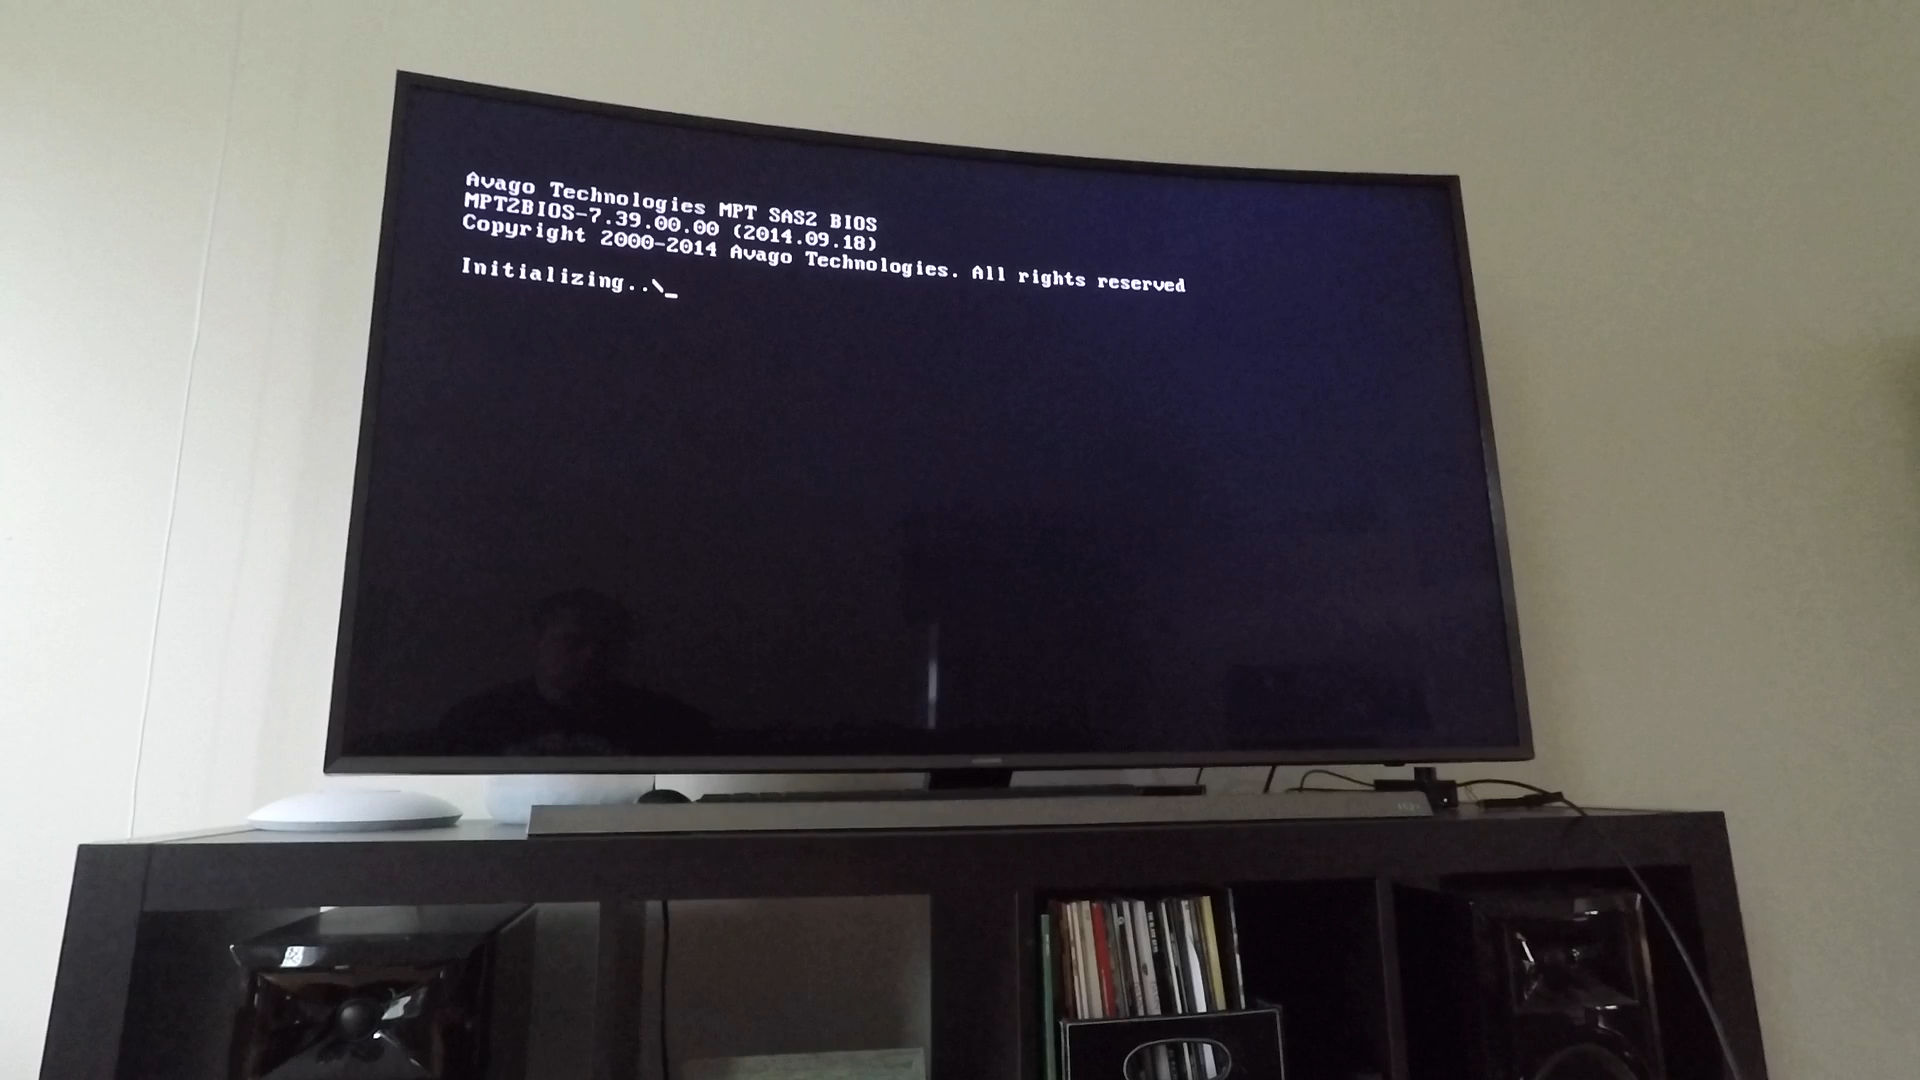 Avago Technologies MPT SAS2 BIOS
MPT2BIOS-7.39.00.00 (2014.09.18)
Copyright 2000-2014 Avago Technologies. All rights reserved
Initializing..\_